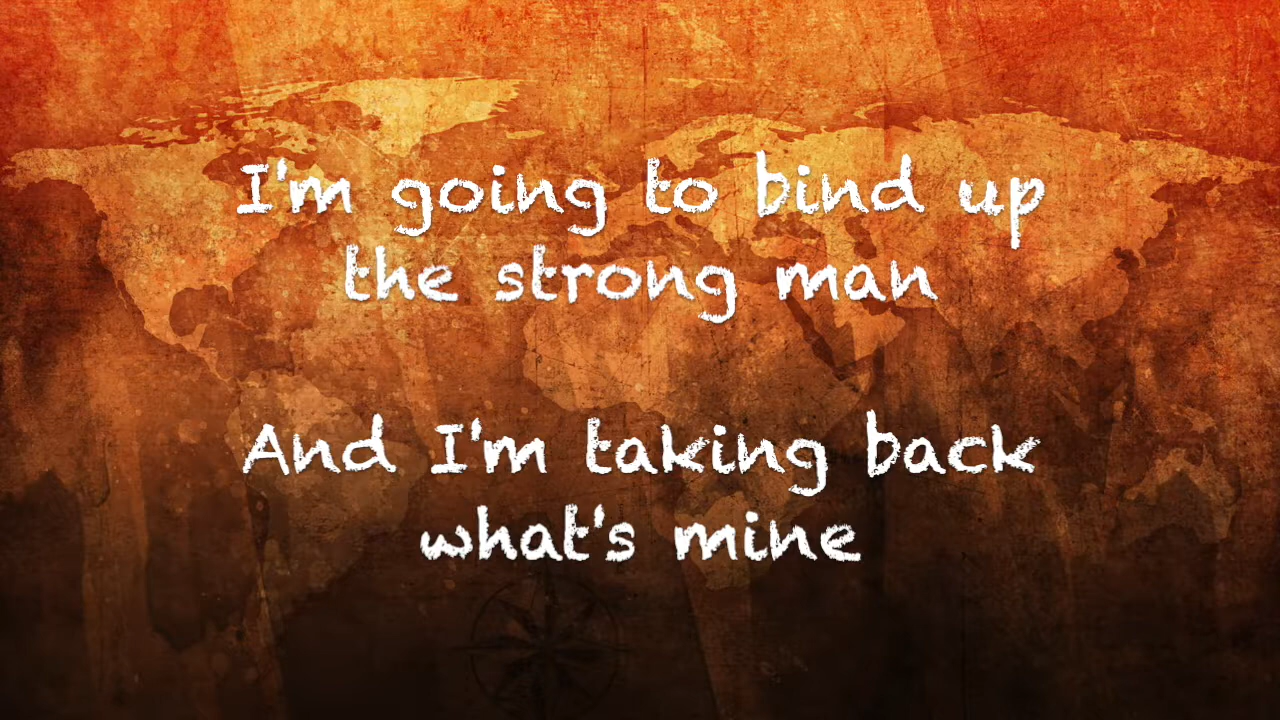 I'm going to bind up
the strong man
And I'm taking back
what's mine